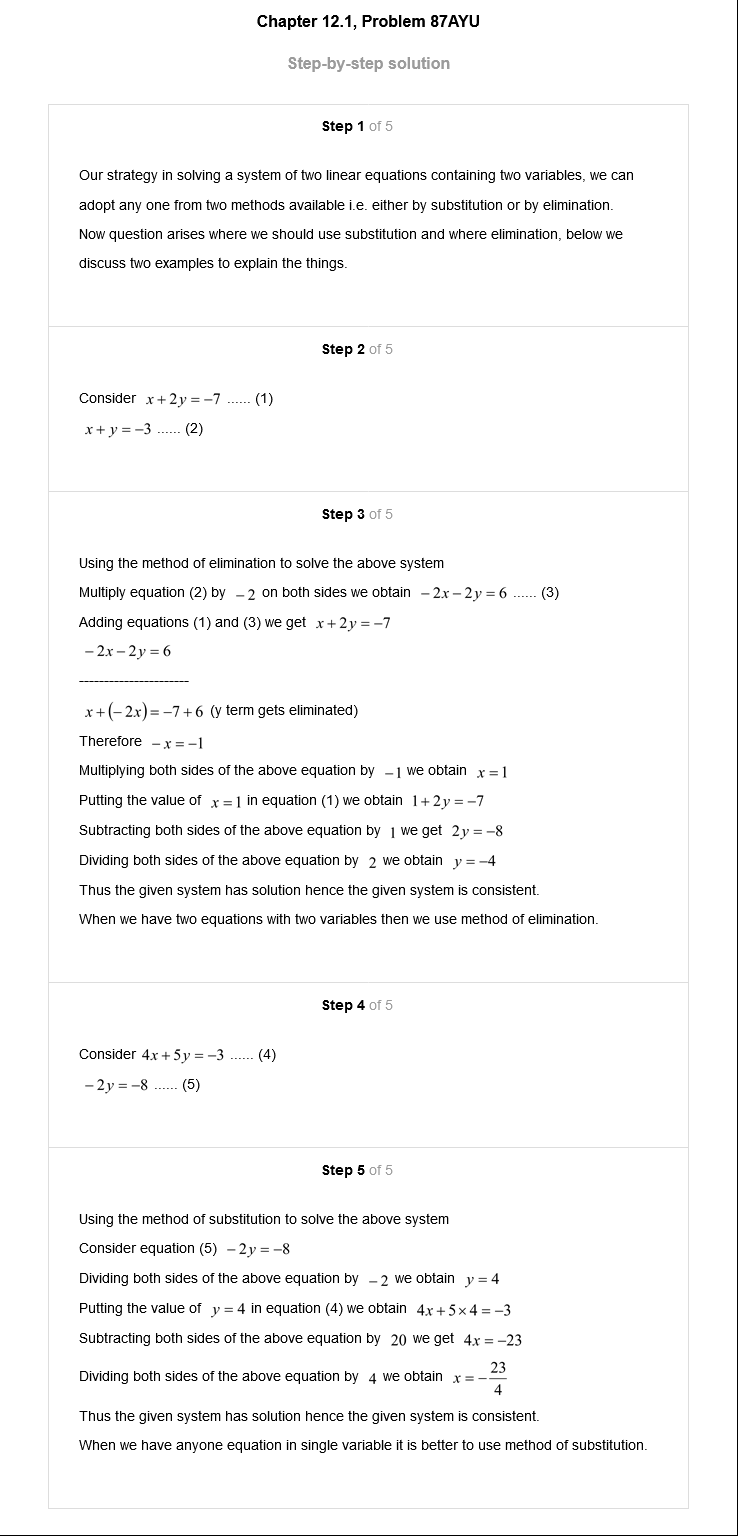 Chapter 12.1, Problem 87AYU
Step-by-step solution
Step 1 of 5
Our strategy in solving a system of two linear equations containing two variables, we can
adopt any one from two methods available i.e. either by substitution or by elimination.
Now question arises where we should use substitution and where elimination, below we
discuss two examples to explain the things.
Step 2 of 5
Consider x + 2y = −7 ...... (1)
x + y = −3 ...... (2)
Step 3 of 5
Using the method of elimination to solve the above system
Multiply equation (2) by −2 on both sides we obtain −2x − 2y = 6 ...... (3)
Adding equations (1) and (3) we get x + 2y = −7
−2x − 2y = 6
----------------------
x + (−2x) = −7 + 6 (y term gets eliminated)
Therefore −x = −1
Multiplying both sides of the above equation by −1 we obtain x = 1
Putting the value of x = 1 in equation (1) we obtain 1 + 2y = −7
Subtracting both sides of the above equation by 1 we get 2y = −8
Dividing both sides of the above equation by 2 we obtain y = −4
Thus the given system has solution hence the given system is consistent.
When we have two equations with two variables then we use method of elimination.
Step 4 of 5
Consider 4x + 5y = −3 ...... (4)
−2y = −8 ...... (5)
Step 5 of 5
Using the method of substitution to solve the above system
Consider equation (5) −2y = −8
Dividing both sides of the above equation by −2 we obtain y = 4
Putting the value of y = 4 in equation (4) we obtain 4x + 5 × 4 = −3
Subtracting both sides of the above equation by 20 we get 4x = −23
Dividing both sides of the above equation by 4 we obtain x = −23/4
Thus the given system has solution hence the given system is consistent.
When we have anyone equation in single variable it is better to use method of substitution.